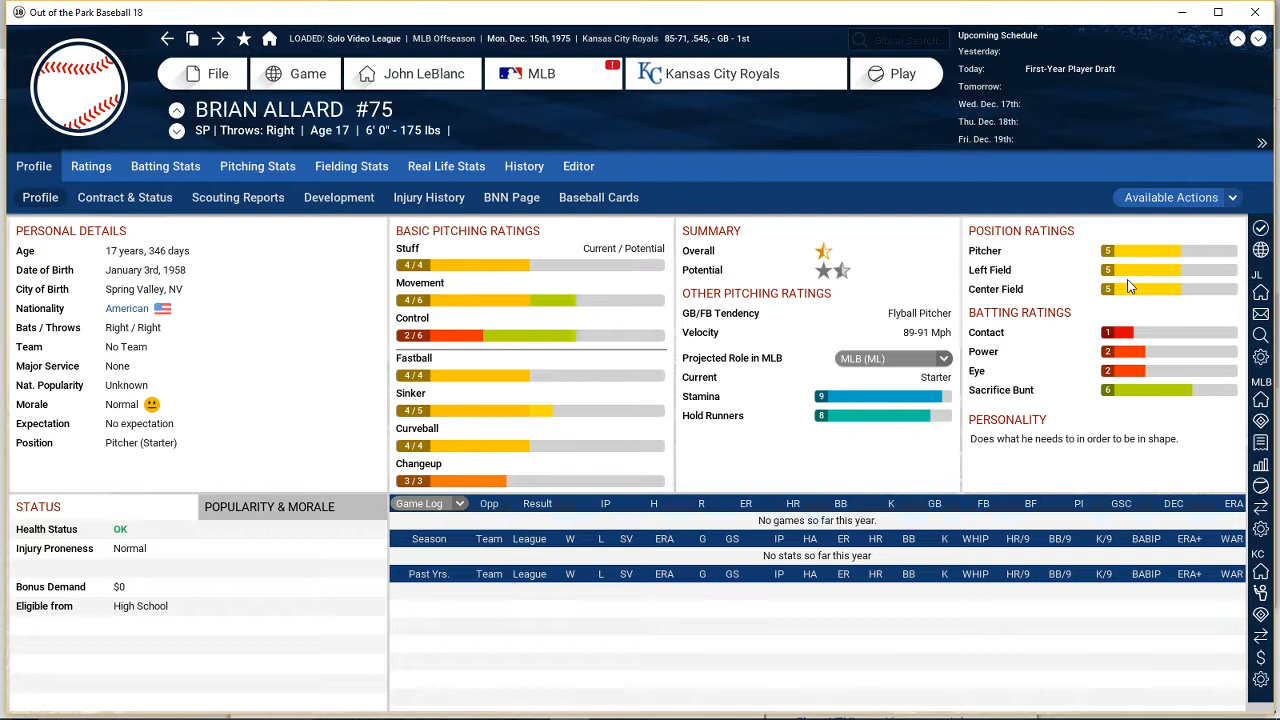 18 Out of the Park Baseball 18
LOADED: Solo Video League | MLB Offseason | Mon. Dec. 15th, 1975 | Kansas City Royals 85-71, .545, - GB - 1st
Global Search...
File Game John LeBlanc MLB ! KC Kansas City Royals Play
Upcoming Schedule
Yesterday:
Today: First-Year Player Draft
Tomorrow:
Wed. Dec. 17th:
Thu. Dec. 18th:
Fri. Dec. 19th:
BRIAN ALLARD #75
SP | Throws: Right | Age 17 | 6' 0" - 175 lbs |
Profile Ratings Batting Stats Pitching Stats Fielding Stats Real Life Stats History Editor
Profile Contract & Status Scouting Reports Development Injury History BNN Page Baseball Cards Available Actions
PERSONAL DETAILS
Age 17 years, 346 days
Date of Birth January 3rd, 1958
City of Birth Spring Valley, NV
Nationality American
Bats / Throws Right / Right
Team No Team
Major Service None
Nat. Popularity Unknown
Morale Normal
Expectation No expectation
Position Pitcher (Starter)
BASIC PITCHING RATINGS
Stuff Current / Potential
4 / 4
Movement
4 / 6
Control
2 / 6
Fastball
4 / 4
Sinker
4 / 5
Curveball
4 / 4
Changeup
3 / 3
SUMMARY
Overall
Potential
OTHER PITCHING RATINGS
GB/FB Tendency Flyball Pitcher
Velocity 89-91 Mph
Projected Role in MLB MLB (ML)
Current Starter
Stamina 9
Hold Runners 8
POSITION RATINGS
Pitcher 5
Left Field 5
Center Field 5
BATTING RATINGS
Contact 1
Power 2
Eye 2
Sacrifice Bunt 6
PERSONALITY
Does what he needs to in order to be in shape.
JL
MLB
KC
STATUS POPULARITY & MORALE
Health Status OK
Injury Proneness Normal
Bonus Demand $0
Eligible from High School
Game Log Opp Result IP H R ER HR BB K GB FB PI GSC DEC ERA
No games so far this year.
Season Team League W L SV ERA G GS IP HA ER HR BB K WHIP HR/9 BB/9 K/9 BABIP ERA+ WAR
No stats so far this year
Past Yrs. Team League W L SV ERA G GS IP HA ER HR BB K WHIP HR/9 BB/9 K/9 BABIP ERA+ WAR